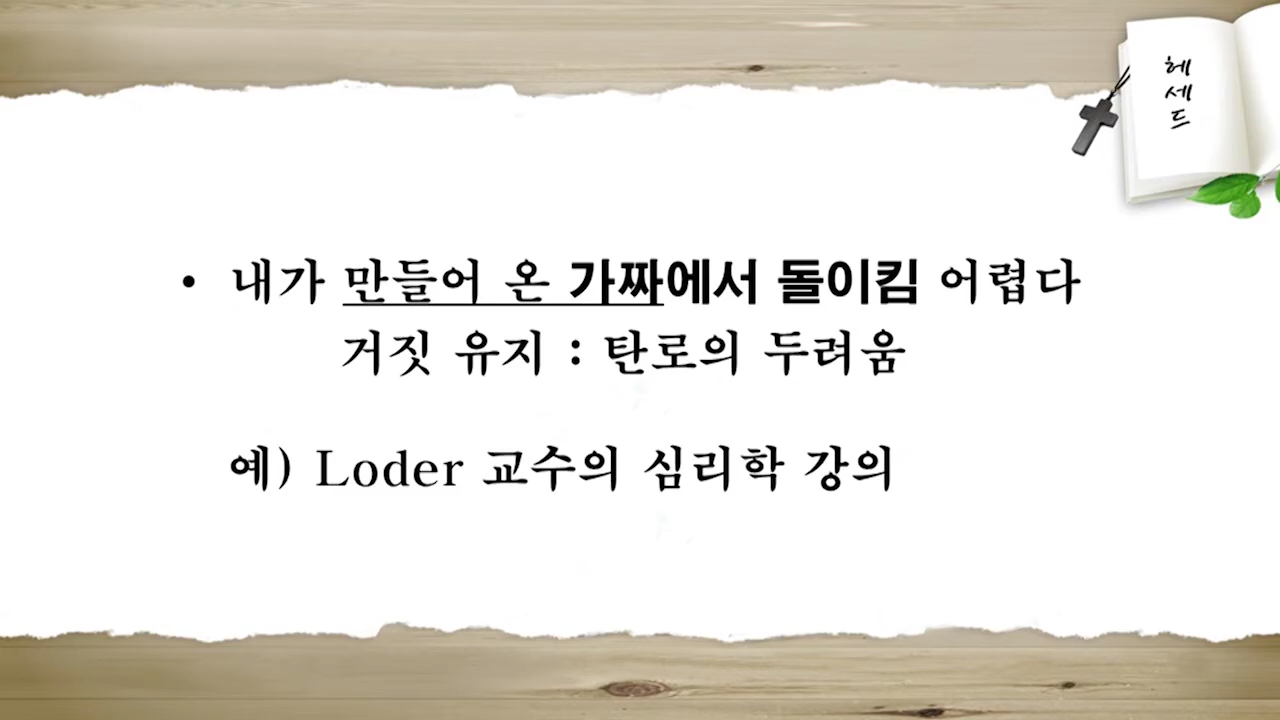 • 내가 만들어 온 가짜에서 돌이킴 어렵다
거짓 유지 : 탄로의 두려움
예) Loder 교수의 심리학 강의
헤
세
드